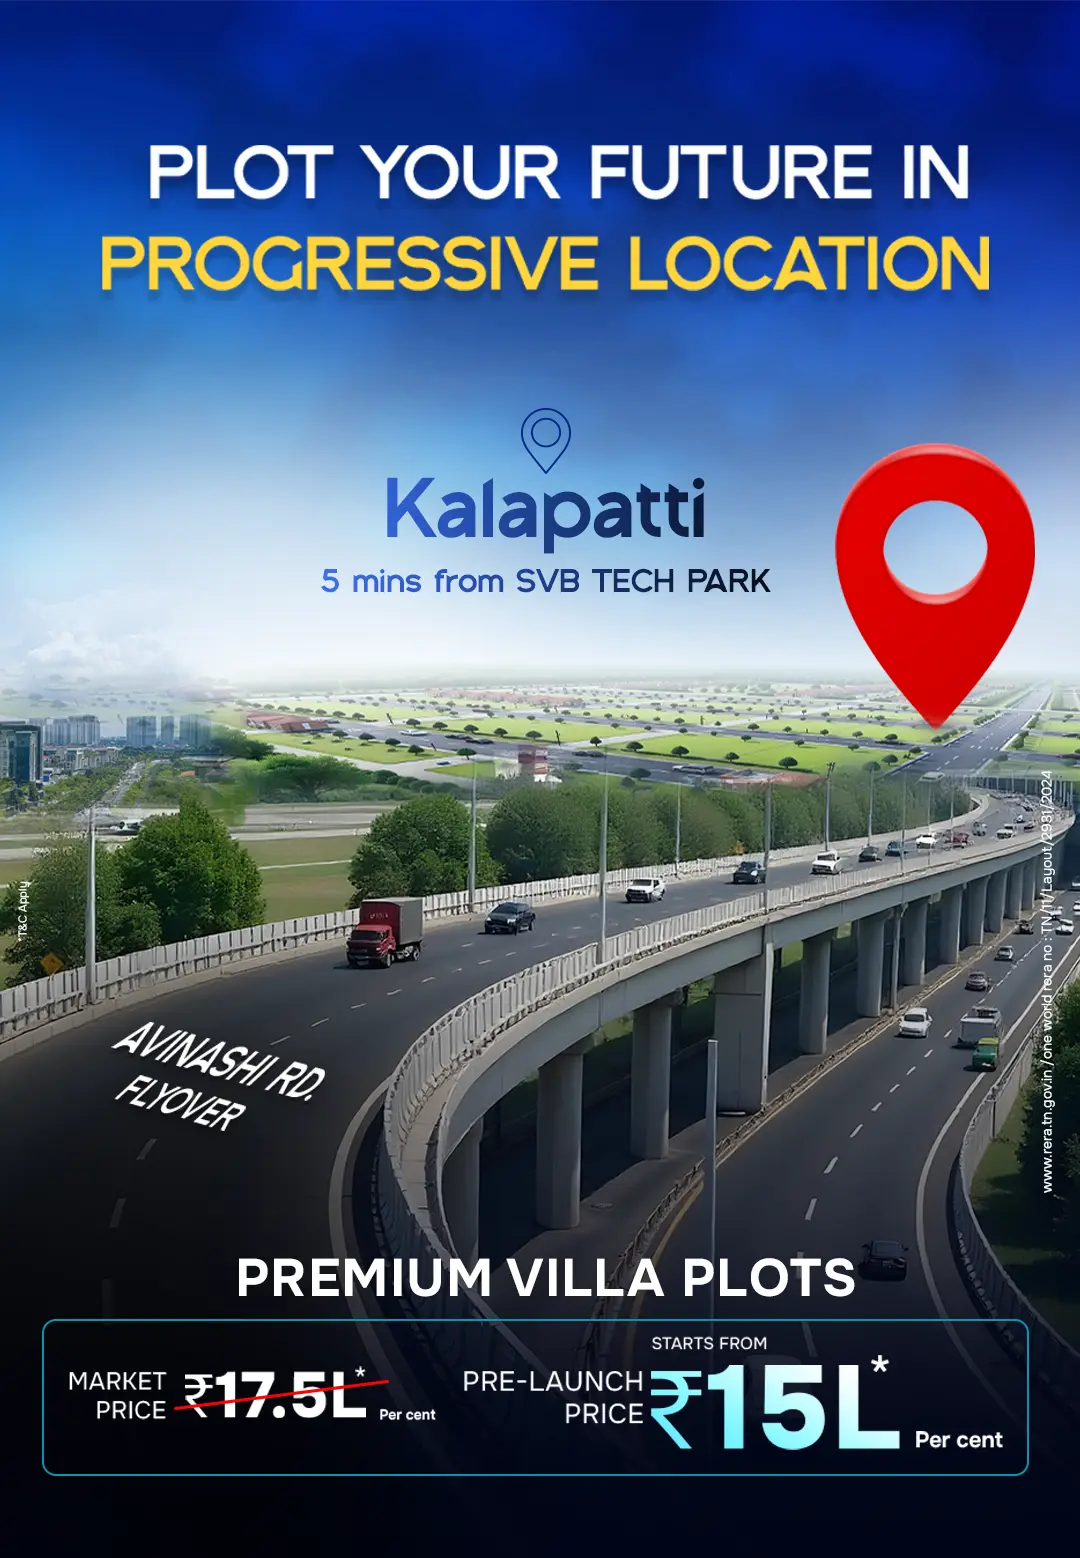 PLOT YOUR FUTURE IN
PROGRESSIVE LOCATION
Kalapatti
5 mins from SVB TECH PARK
*T&C Apply
www.rera.tn.gov.in /one world rera no : TN/11/Layout/2981/2024
AVINASHI RD.
FLYOVER
PREMIUM VILLA PLOTS
MARKET
PRICE
₹17.5L*
Per cent
PRE-LAUNCH
PRICE
STARTS FROM
₹15L*
Per cent